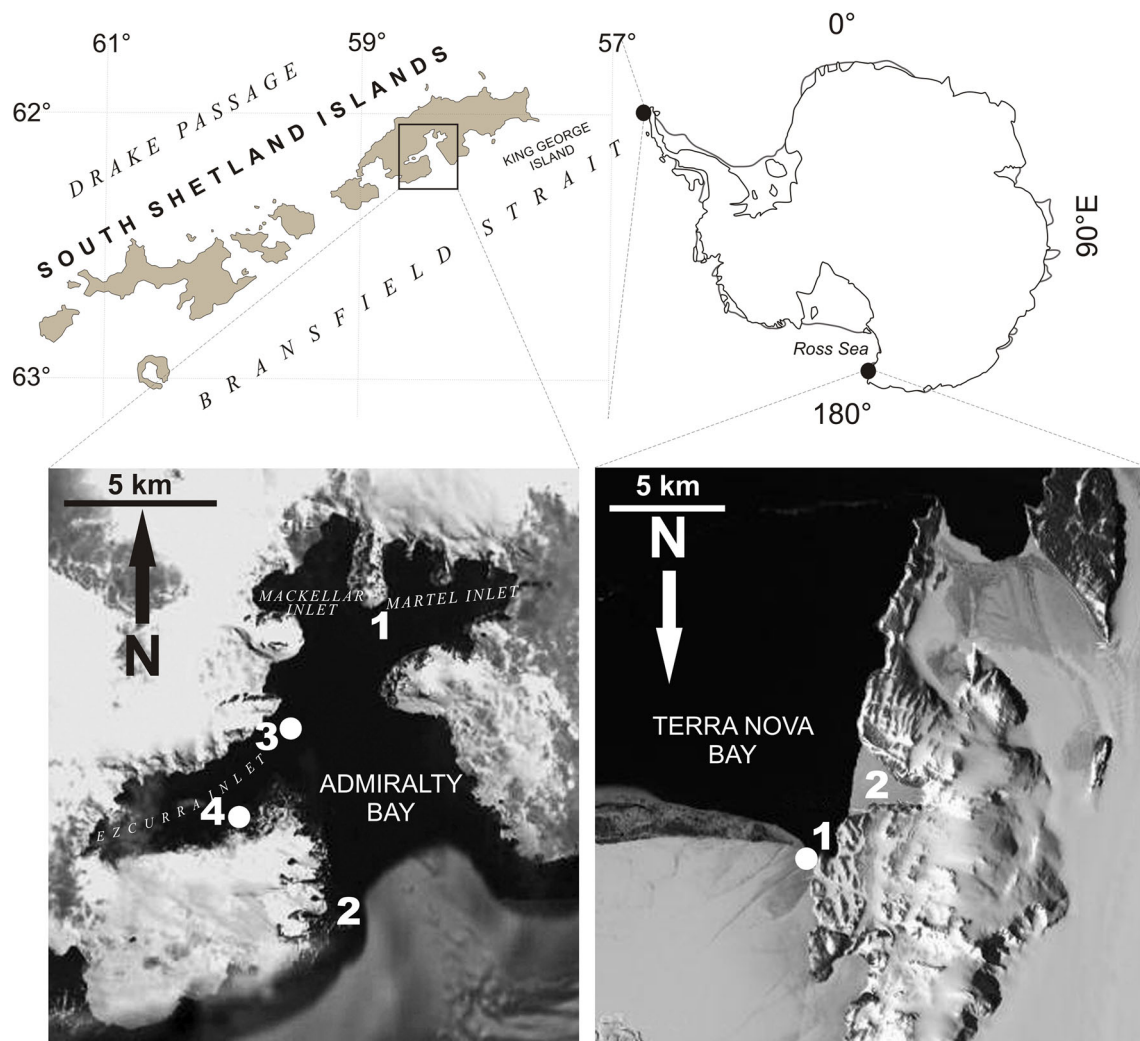 0°
61°
59°
57°
62°
DRAKE PASSAGE
SOUTH SHETLAND ISLANDS
KING GEORGE
ISLAND
BRANSFIELD STRAIT
63°
90°E
Ross Sea
180°
5 km
N
MACKELLAR
INLET
MARTEL INLET
1
3
EZCURRA INLET
4
ADMIRALTY
BAY
2
5 km
N
TERRA NOVA
BAY
2
1